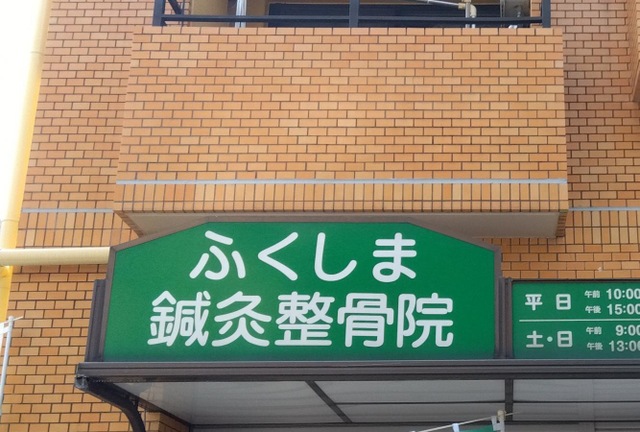 ふくしま
鍼灸整骨院
平日 午前 10:00
午後 15:00
土・日 午前 9:00
午後 13:00